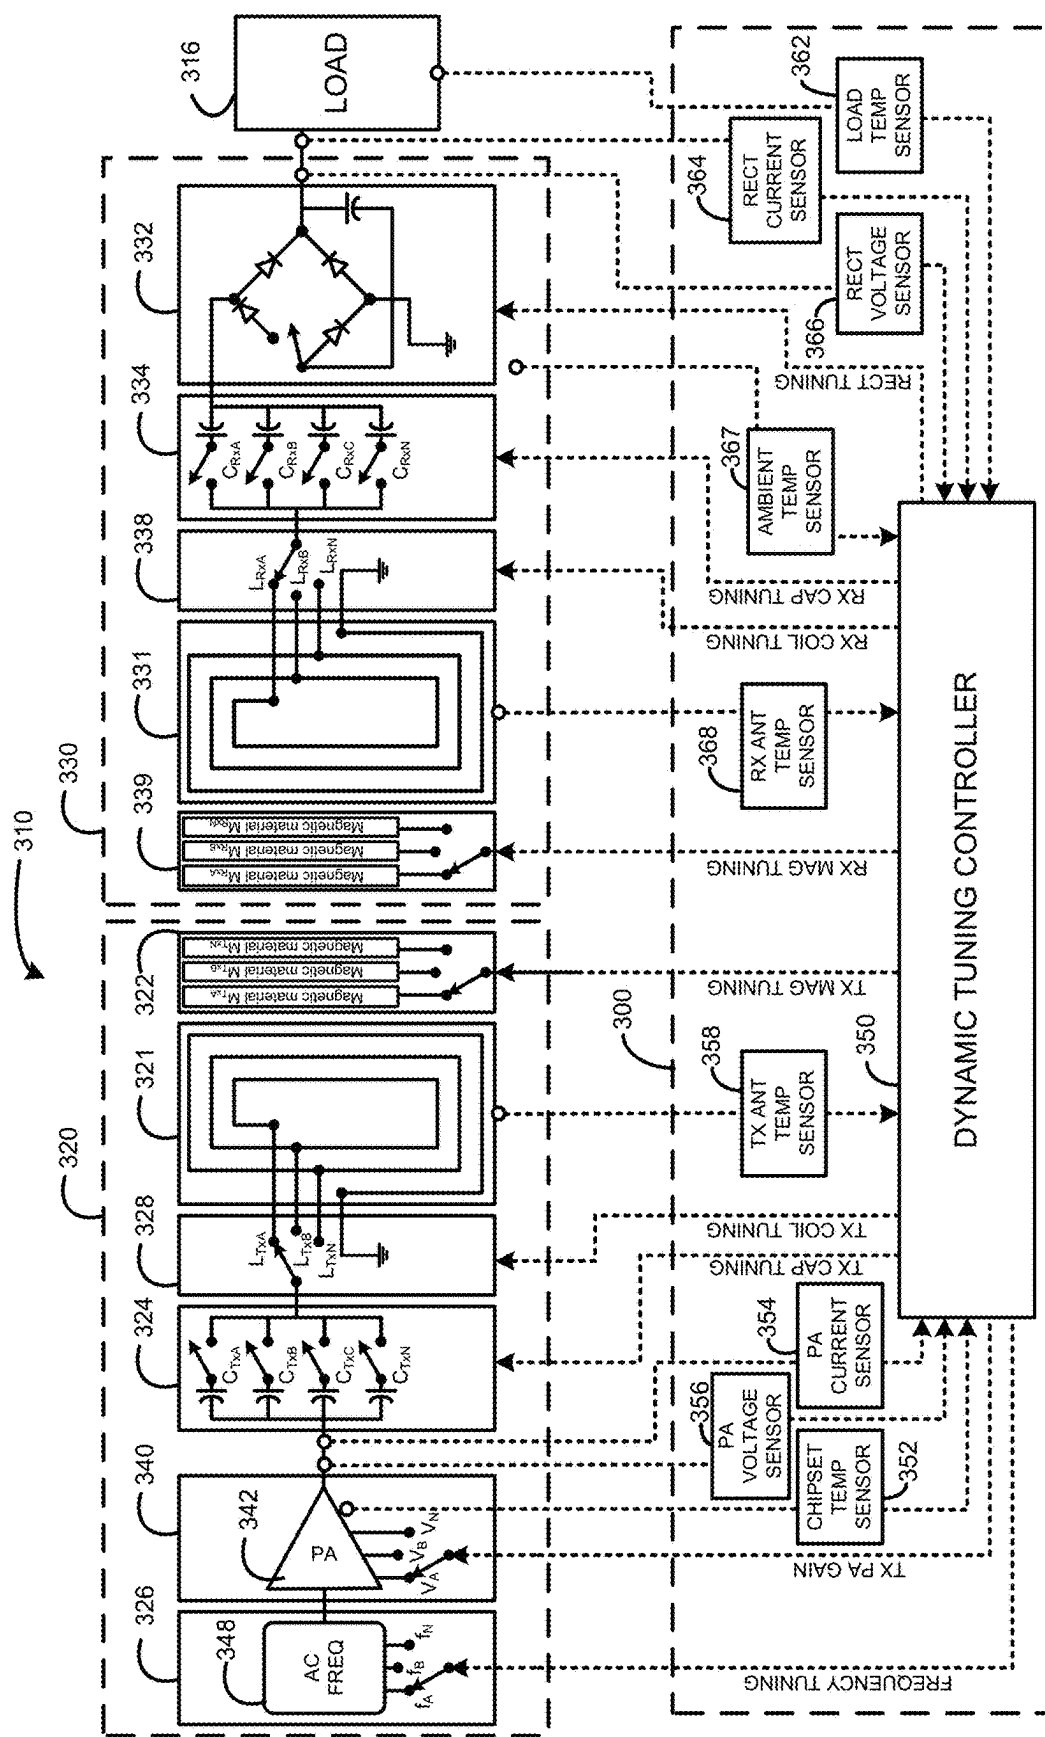 310
320
330
316
326
340
324
328
321
322
339
331
338
334
332
348
AC
FREQ
fA
fB
fN
342
PA
VA
VB
VN
CTxA
CTxB
CTxC
CTxN
LTxA
LTxB
LTxN
Magnetic material MTxA
Magnetic material MTxB
Magnetic material MTxN
Magnetic material MRxA
Magnetic material MRxB
Magnetic material MRxN
LRxA
LRxB
LRxN
CRxA
CRxB
CRxC
CRxN
LOAD
FREQUENCY TUNING
TX PA GAIN
352
CHIPSET
TEMP
SENSOR
356
PA
VOLTAGE
SENSOR
354
PA
CURRENT
SENSOR
TX CAP TUNING
TX COIL TUNING
358
TX ANT
TEMP
SENSOR
300
TX MAG TUNING
RX MAG TUNING
368
RX ANT
TEMP
SENSOR
RX COIL TUNING
RX CAP TUNING
367
AMBIENT
TEMP
SENSOR
RECT TUNING
366
RECT
VOLTAGE
SENSOR
364
RECT
CURRENT
SENSOR
362
LOAD
TEMP
SENSOR
350
DYNAMIC TUNING CONTROLLER